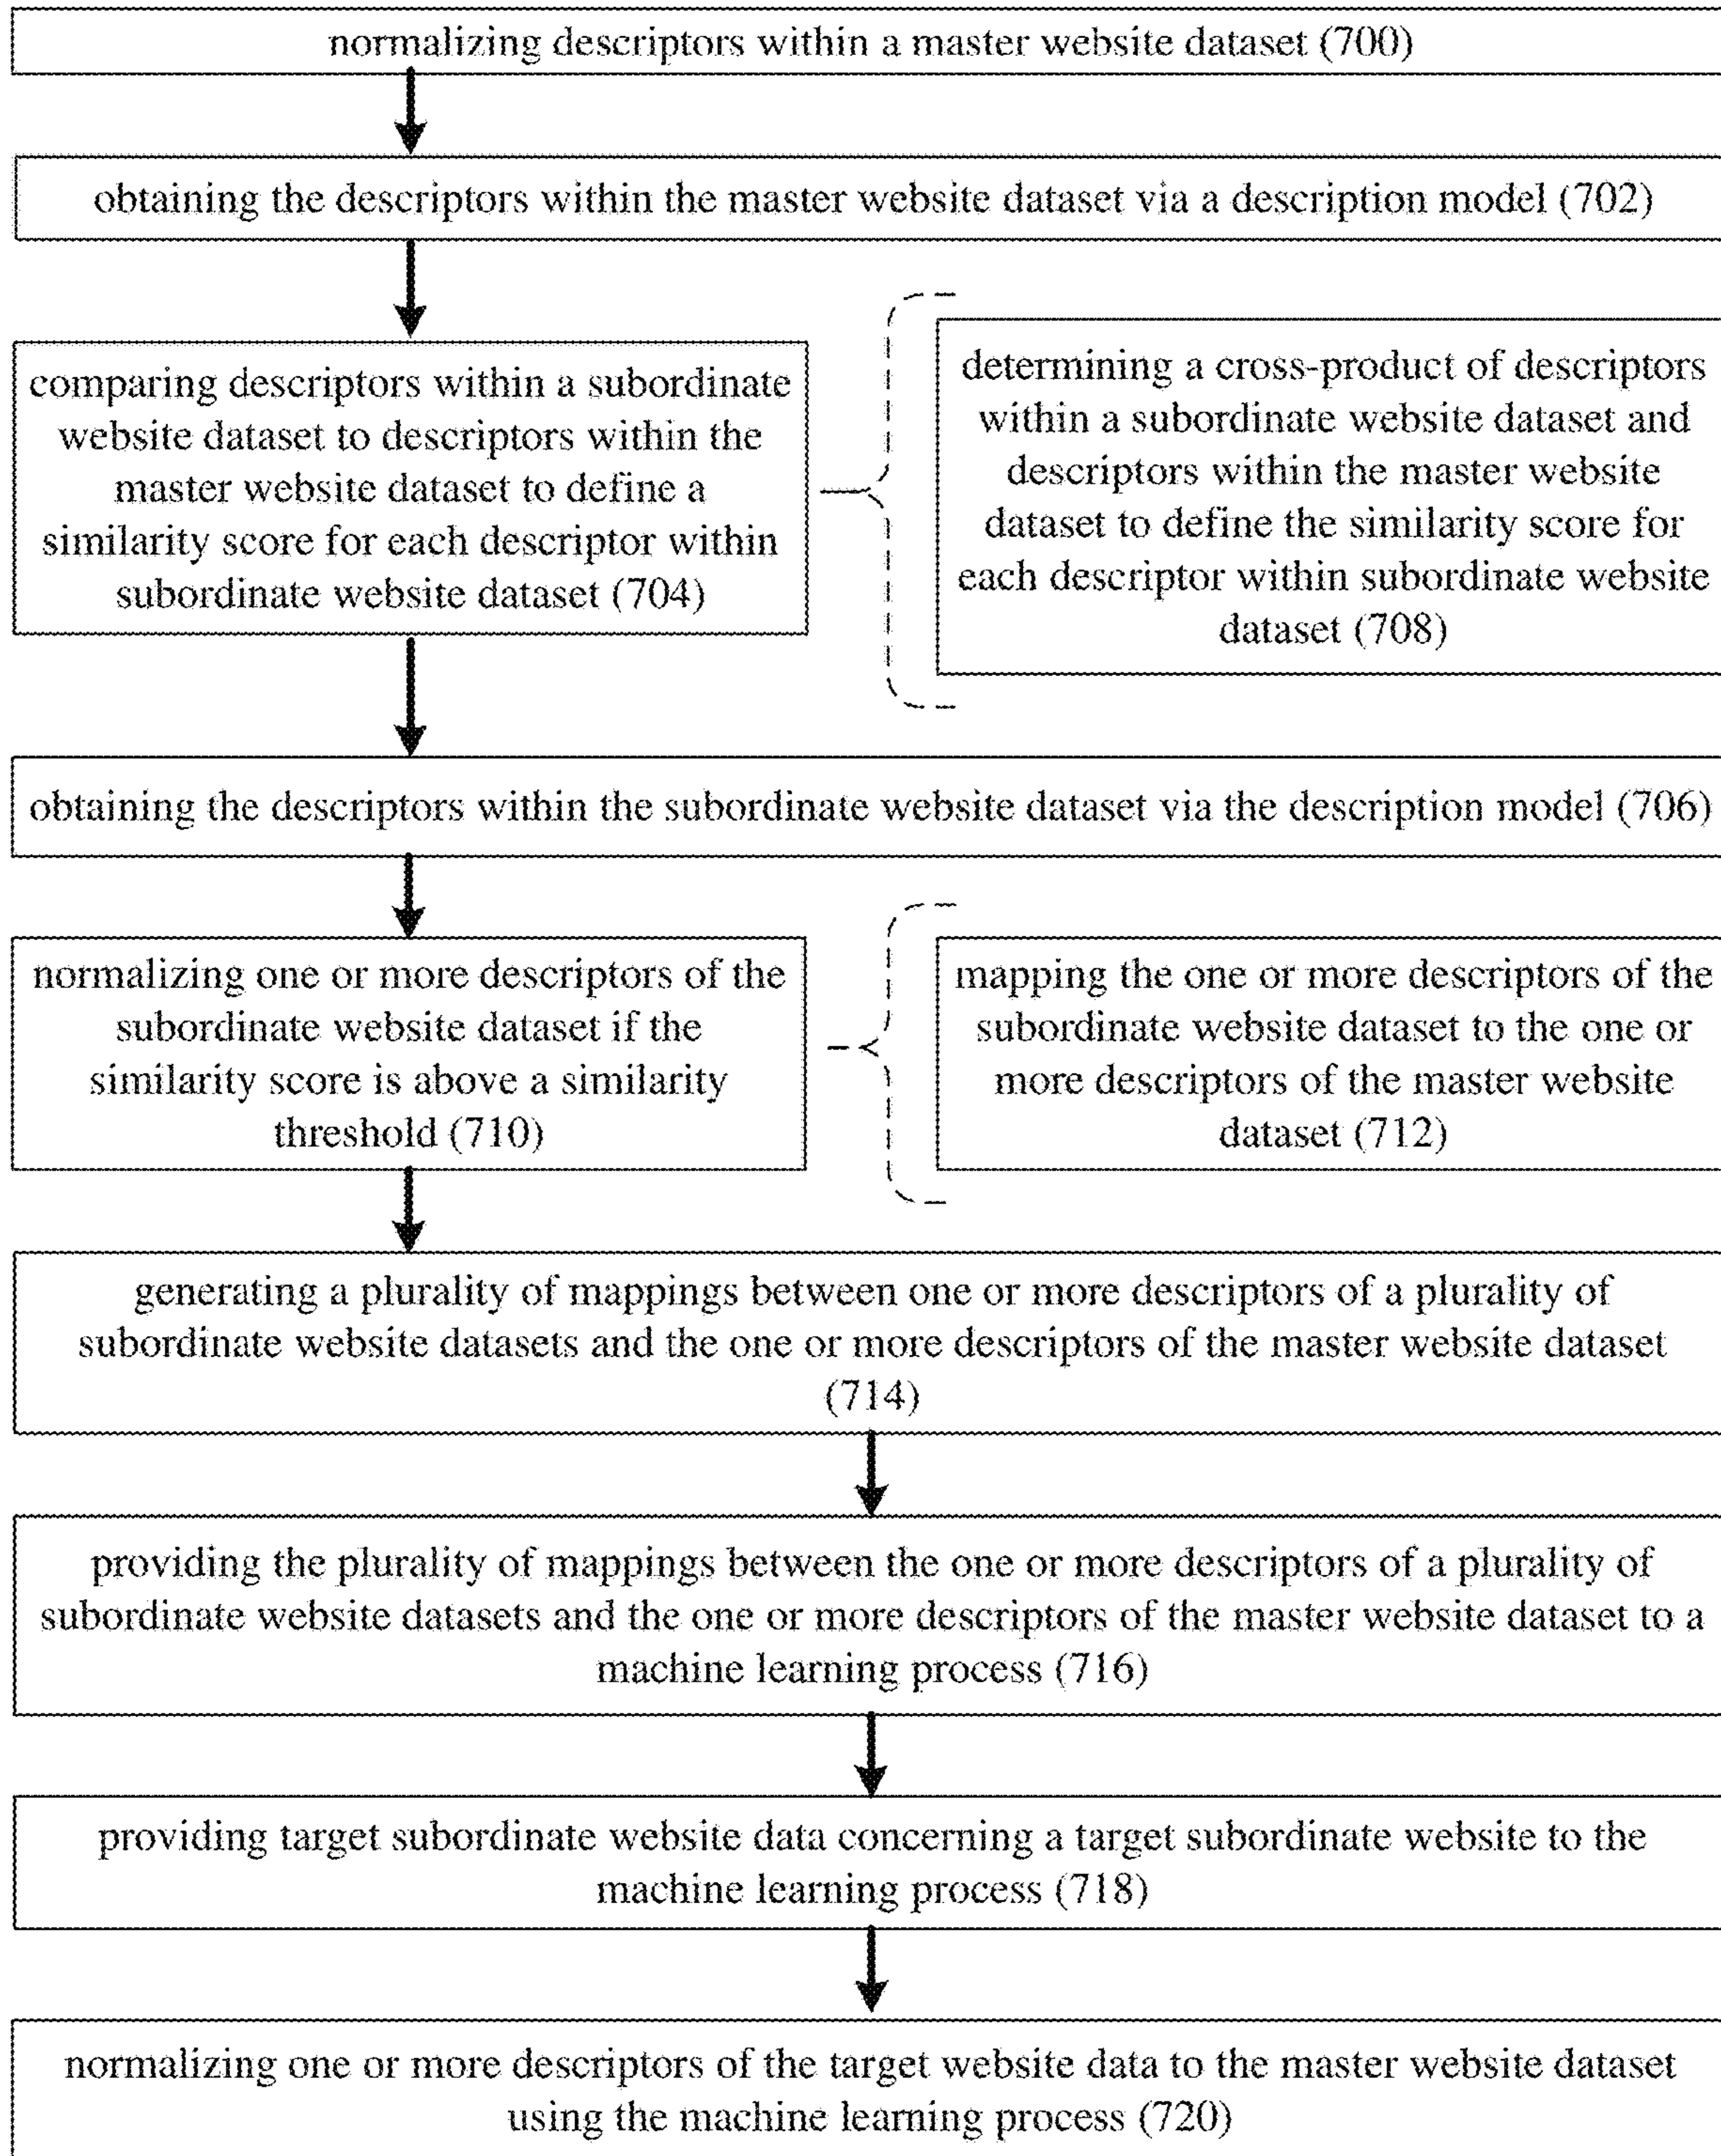 normalizing descriptors within a master website dataset (700)
obtaining the descriptors within the master website dataset via a description model (702)
comparing descriptors within a subordinate
website dataset to descriptors within the
master website dataset to define a
similarity score for each descriptor within
subordinate website dataset (704)
determining a cross-product of descriptors
within a subordinate website dataset and
descriptors within the master website
dataset to define the similarity score for
each descriptor within subordinate website
dataset (708)
obtaining the descriptors within the subordinate website dataset via the description model (706)
normalizing one or more descriptors of the
subordinate website dataset if the
similarity score is above a similarity
threshold (710)
mapping the one or more descriptors of the
subordinate website dataset to the one or
more descriptors of the master website
dataset (712)
generating a plurality of mappings between one or more descriptors of a plurality of
subordinate website datasets and the one or more descriptors of the master website dataset
(714)
providing the plurality of mappings between the one or more descriptors of a plurality of
subordinate website datasets and the one or more descriptors of the master website dataset to a
machine learning process (716)
providing target subordinate website data concerning a target subordinate website to the
machine learning process (718)
normalizing one or more descriptors of the target website data to the master website dataset
using the machine learning process (720)